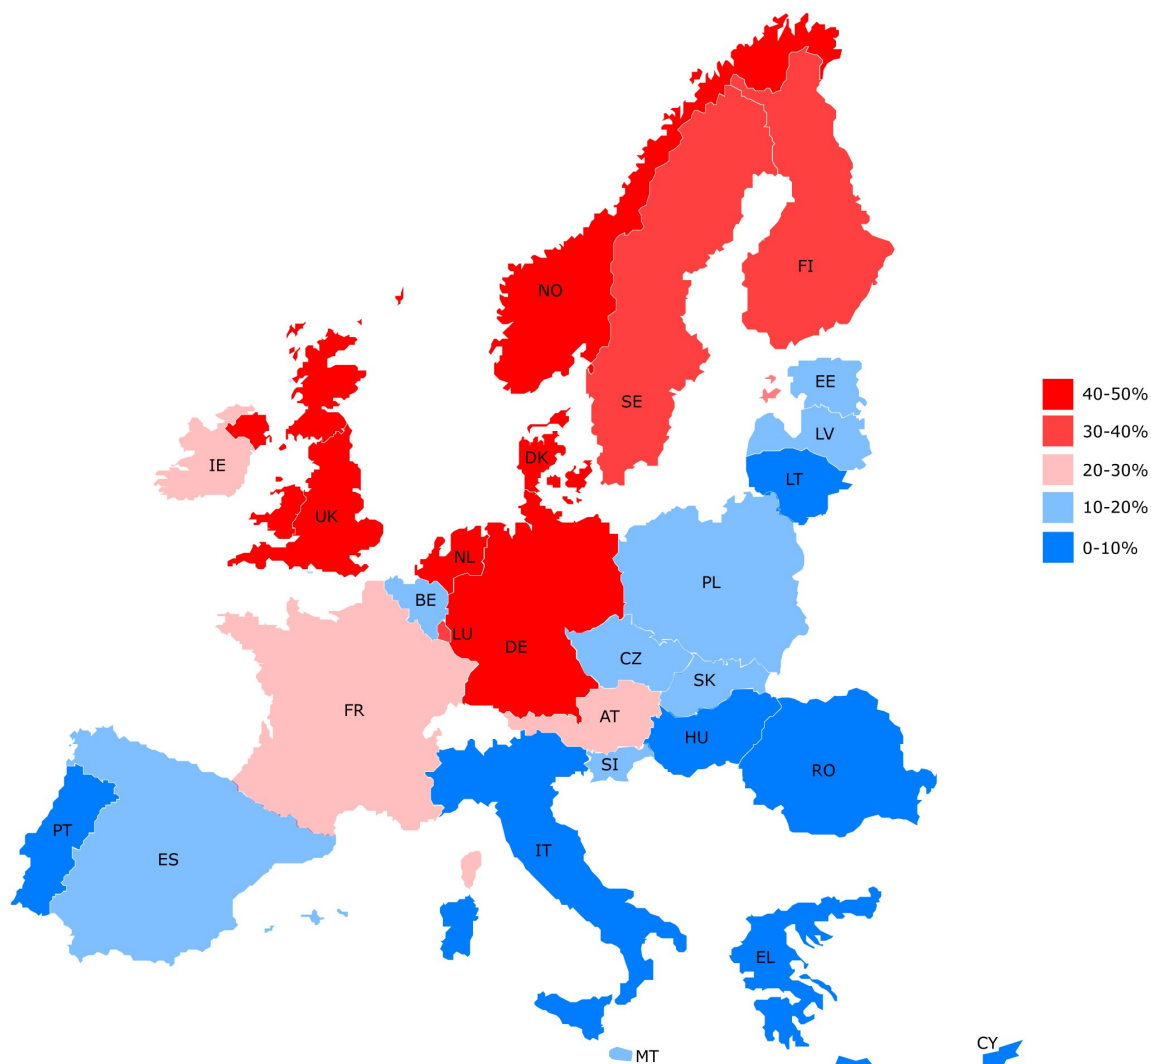 NO
FI
SE
EE
40-50%
LV
30-40%
DK
IE
LT
20-30%
UK
10-20%
NL
0-10%
PL
BE
LU
DE
CZ
SK
FR
AT
HU
SI
RO
PT
IT
ES
EL
CY
MT